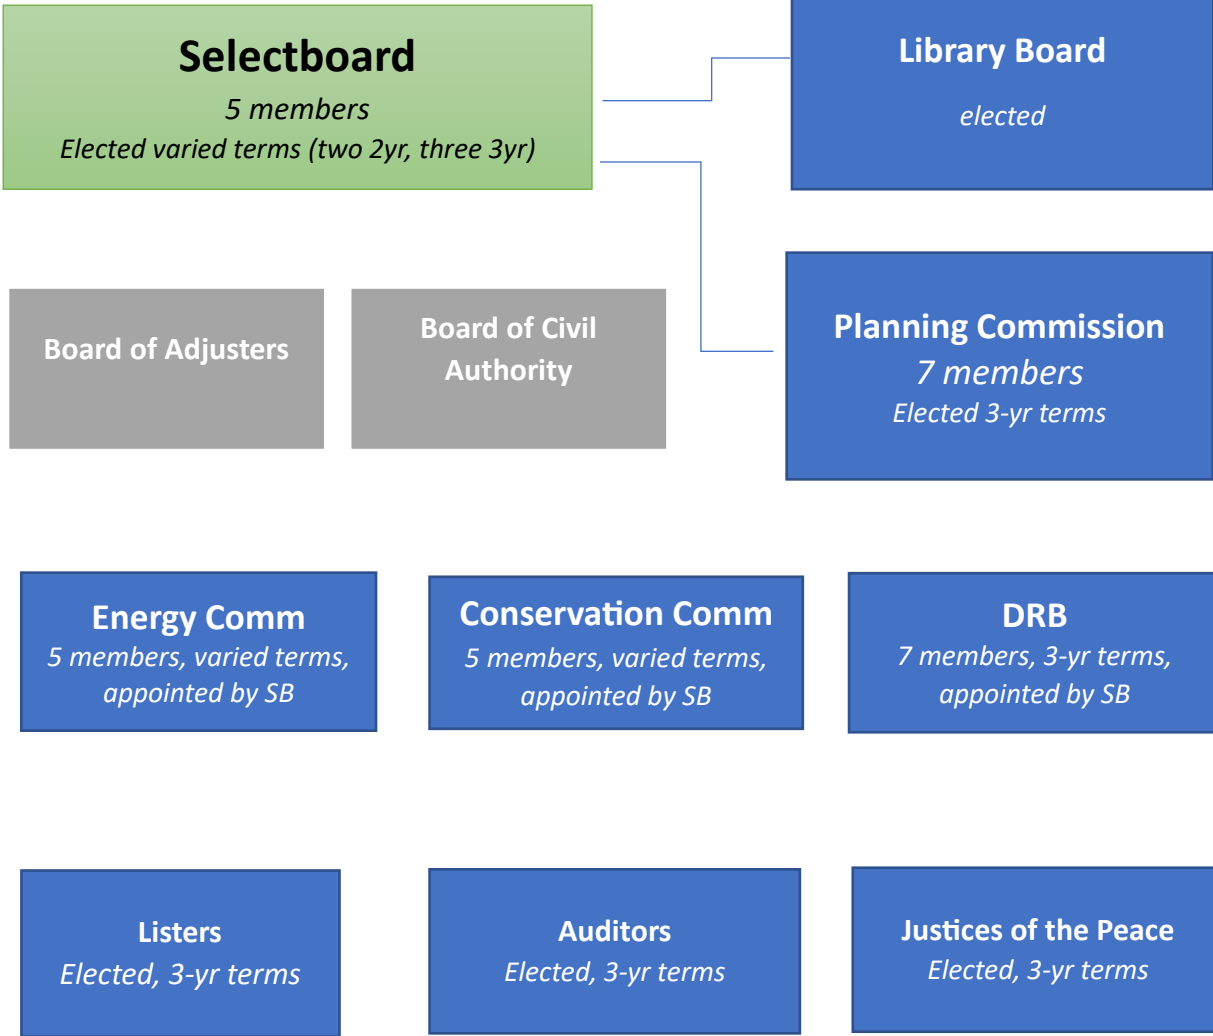 Selectboard
5 members
Elected varied terms (two 2yr, three 3yr)
Library Board
elected
Board of Adjusters
Board of Civil
Authority
Planning Commission
7 members
Elected 3-yr terms
Energy Comm
5 members, varied terms,
appointed by SB
Conservation Comm
5 members, varied terms,
appointed by SB
DRB
7 members, 3-yr terms,
appointed by SB
Listers
Elected, 3-yr terms
Auditors
Elected, 3-yr terms
Justices of the Peace
Elected, 3-yr terms